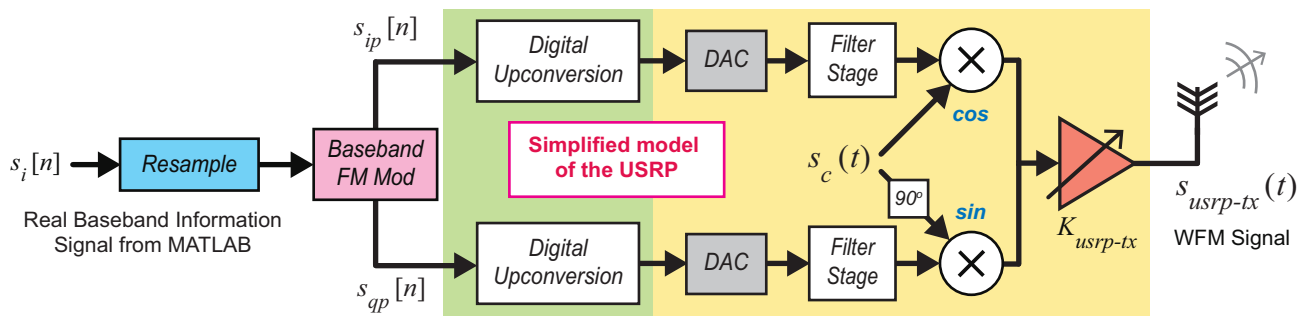 s_ip[n]
Digital
Upconversion
DAC
Filter
Stage
cos
s_i[n]
Resample
Baseband
FM Mod
Simplified model
of the USRP
s_c(t)
90°
sin
K_usrp-tx
s_usrp-tx(t)
WFM Signal
Real Baseband Information
Signal from MATLAB
s_qp[n]
Digital
Upconversion
DAC
Filter
Stage